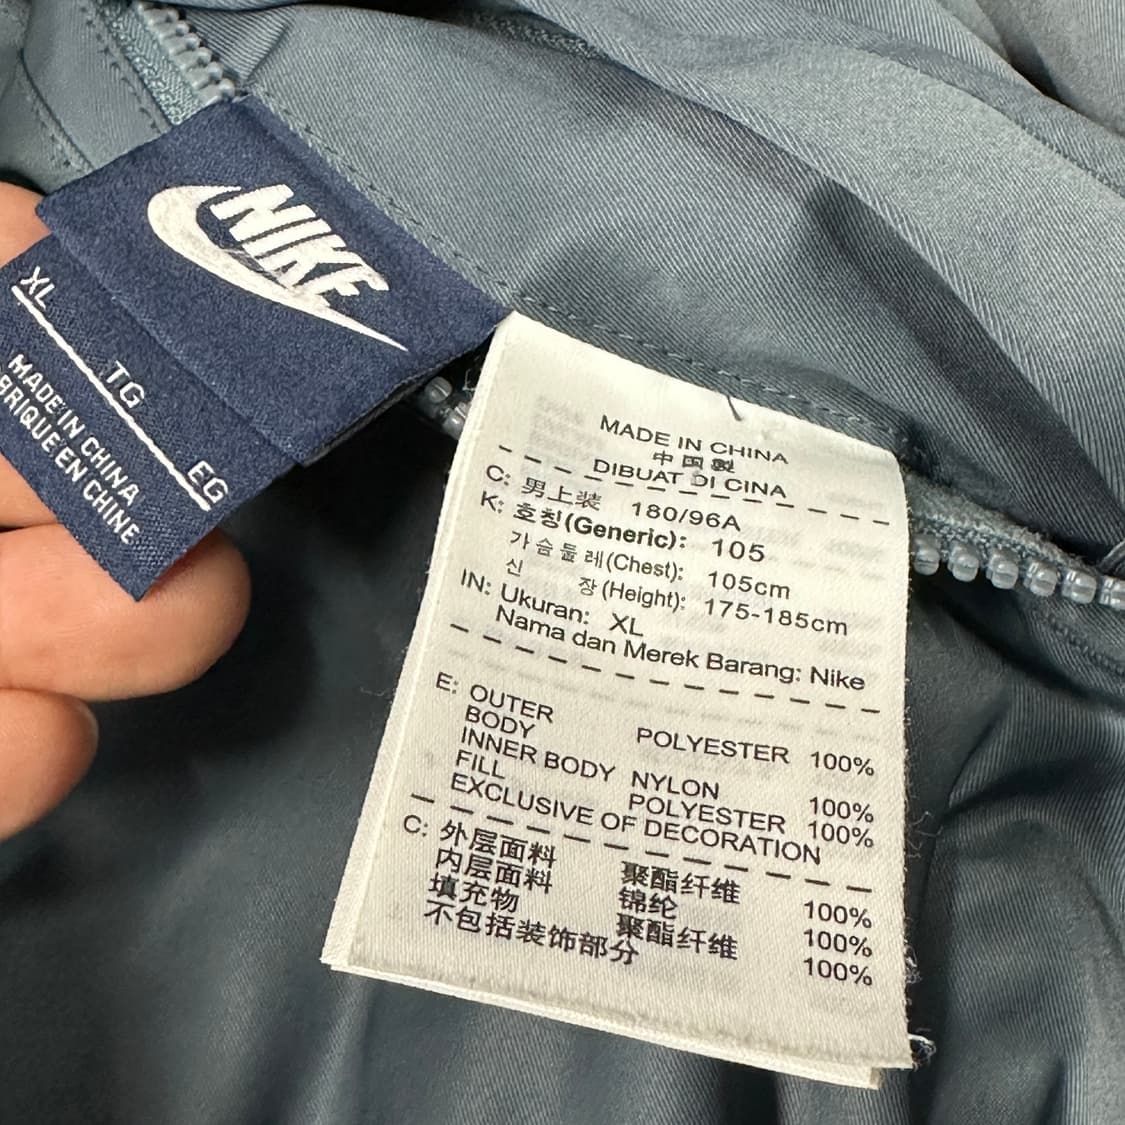 NIKE
XL
TG
EG
MADE IN CHINA
BRIQUE EN CHINE
MADE IN CHINA
中国製
DIBUAT DI CINA
C: 男上装 180/96A
K: 호칭(Generic): 105
가슴둘레(Chest): 105cm
신 장(Height): 175-185cm
IN: Ukuran: XL
Nama dan Merek Barang: Nike
E: OUTER
BODY POLYESTER 100%
INNER BODY NYLON 100%
FILL POLYESTER 100%
EXCLUSIVE OF DECORATION
C: 外层面料 聚酯纤维 100%
内层面料 锦纶 100%
填充物 聚酯纤维 100%
不包括装饰部分